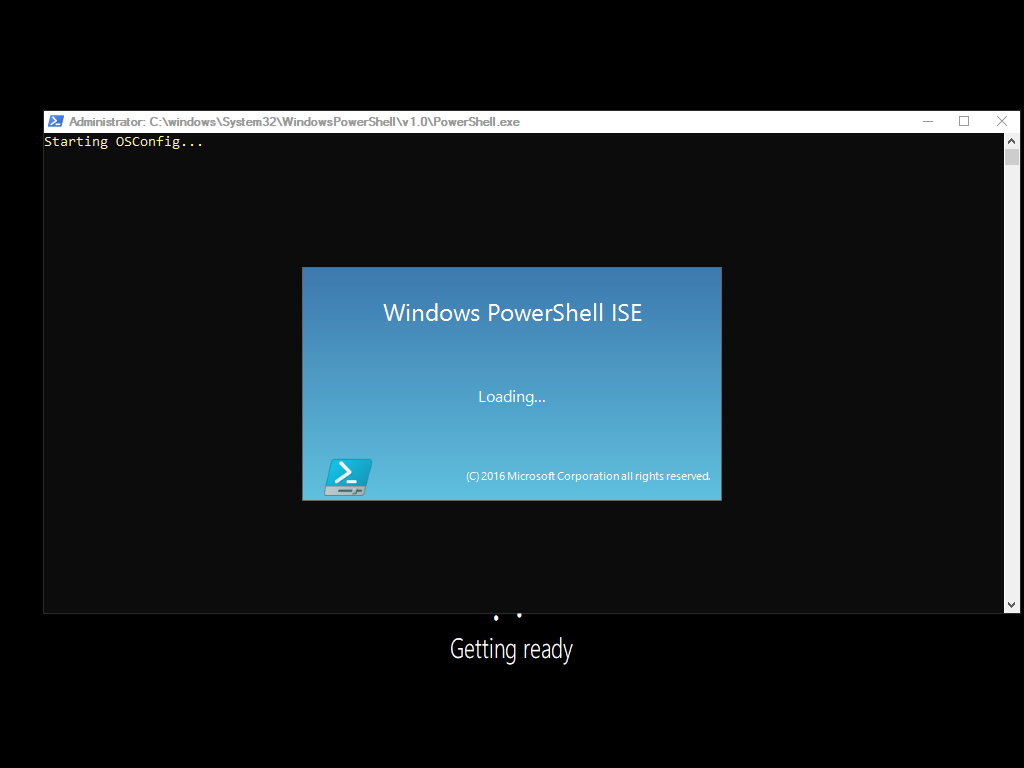 Administrator: C:\windows\System32\WindowsPowerShell\v1.0\PowerShell.exe
Starting OSConfig...
Windows PowerShell ISE
Loading...
(C) 2016 Microsoft Corporation all rights reserved.
Getting ready